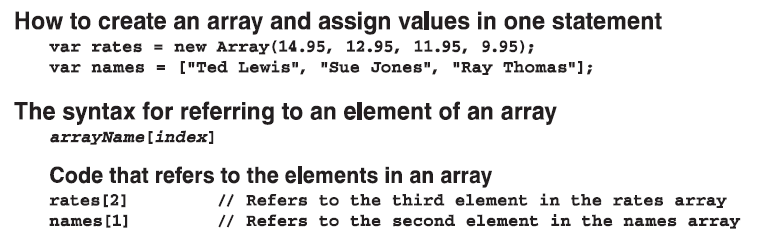 How to create an array and assign values in one statement
var rates = new Array(14.95, 12.95, 11.95, 9.95);
var names = ["Ted Lewis", "Sue Jones", "Ray Thomas"];
The syntax for referring to an element of an array
arrayName[index]
Code that refers to the elements in an array
rates[2] // Refers to the third element in the rates array
names[1] // Refers to the second element in the names array